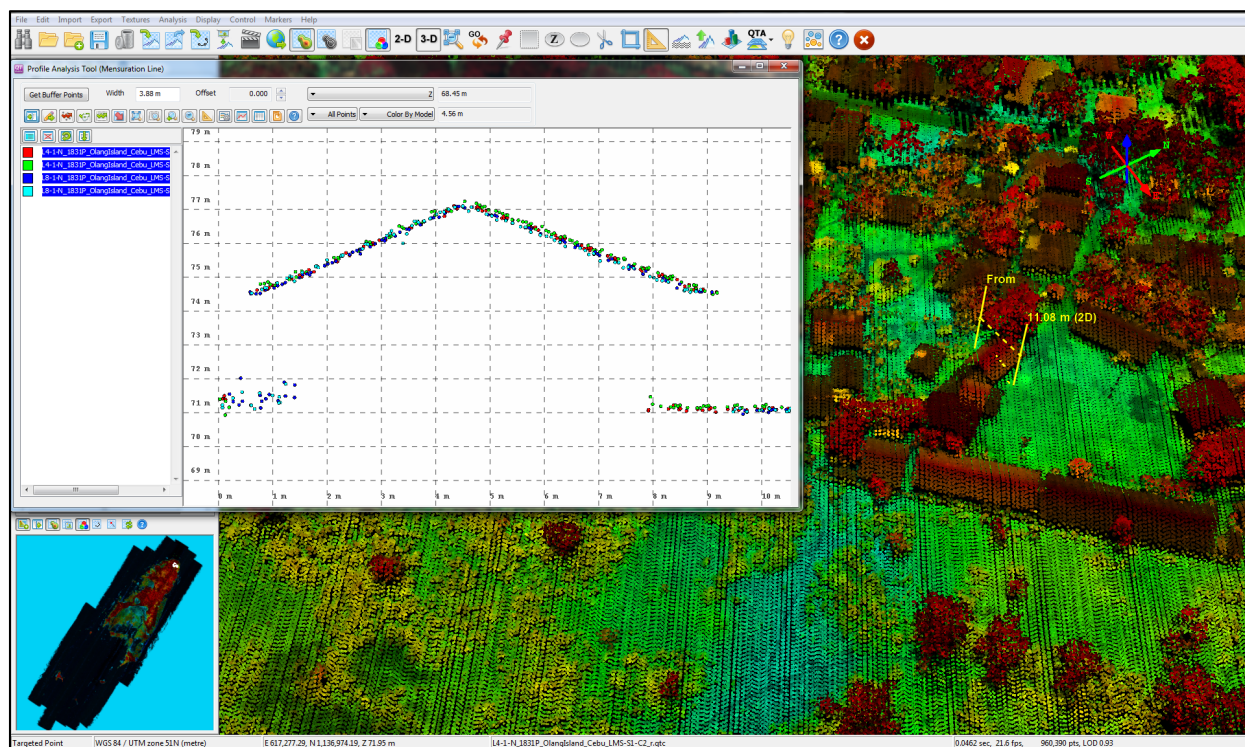 File Edit Import Export Textures Analysis Display Control Markers Help
2-D 3-D GO Z QTA
Profile Analysis Tool (Mensuration Line)
Get Buffer Points Width 3.88 m Offset 0.000 Z 68.45 m
All Points Color By Model 4.56 m
L4-1-N_1831P_OlangIsland_Cebu_LMS-S
L4-1-N_1831P_OlangIsland_Cebu_LMS-S
L8-1-N_1831P_OlangIsland_Cebu_LMS-S
L8-1-N_1831P_OlangIsland_Cebu_LMS-S
79 m
78 m
77 m
76 m
75 m
74 m
73 m
72 m
71 m
70 m
69 m
0 m 1 m 2 m 3 m 4 m 5 m 6 m 7 m 8 m 9 m 10 m
N
S
From
11.08 m (2D)
Targeted Point WGS 84 / UTM zone 51N (metre) E 617,277.29, N 1,136,974.19, Z 71.95 m L4-1-N_1831P_OlangIsland_Cebu_LMS-S1-C2_r.qtc 0.0462 sec, 21.6 fps, 960,390 pts, LOD 0.93